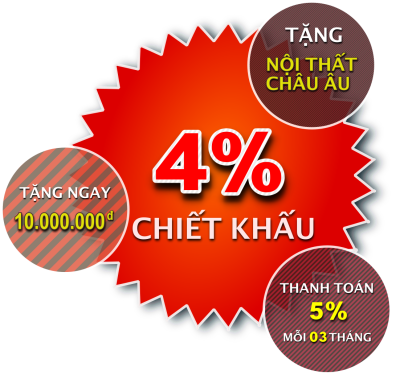 TẶNG
NỘI THẤT
CHÂU ÂU
4%
CHIẾT KHẤU
TẶNG NGAY
10.000.000đ
THANH TOÁN
5%
MỖI 03 THÁNG